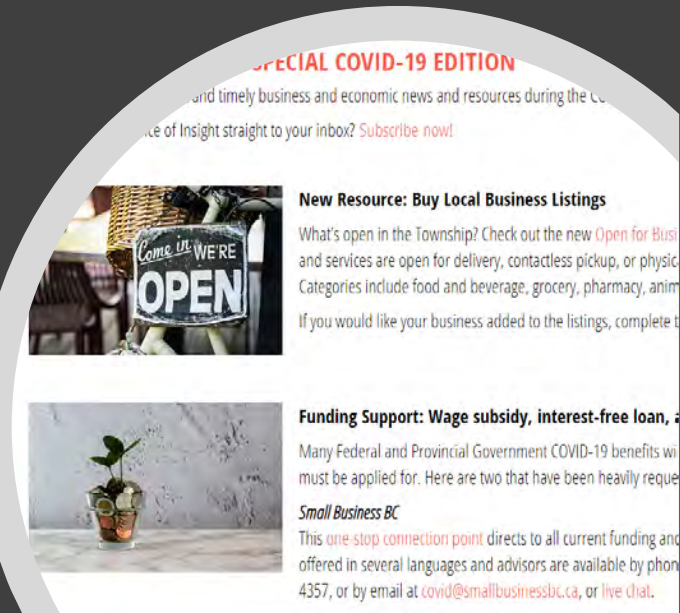 SPECIAL COVID-19 EDITION
and timely business and economic news and resources during the
of Insight straight to your inbox? Subscribe now!
New Resource: Buy Local Business Listings
What's open in the Township? Check out the new Open for Busi
and services are open for delivery, contactless pickup, or physic
Categories include food and beverage, grocery, pharmacy, anim
If you would like your business added to the listings, complete t
Come in WE'RE
OPEN
Funding Support: Wage subsidy, interest-free loan, a
Many Federal and Provincial Government COVID-19 benefits wi
must be applied for. Here are two that have been heavily reque
Small Business BC
This one-stop connection point directs to all current funding and
offered in several languages and advisors are available by phon
4357, or by email at covid@smallbusinessbc.ca, or live chat.